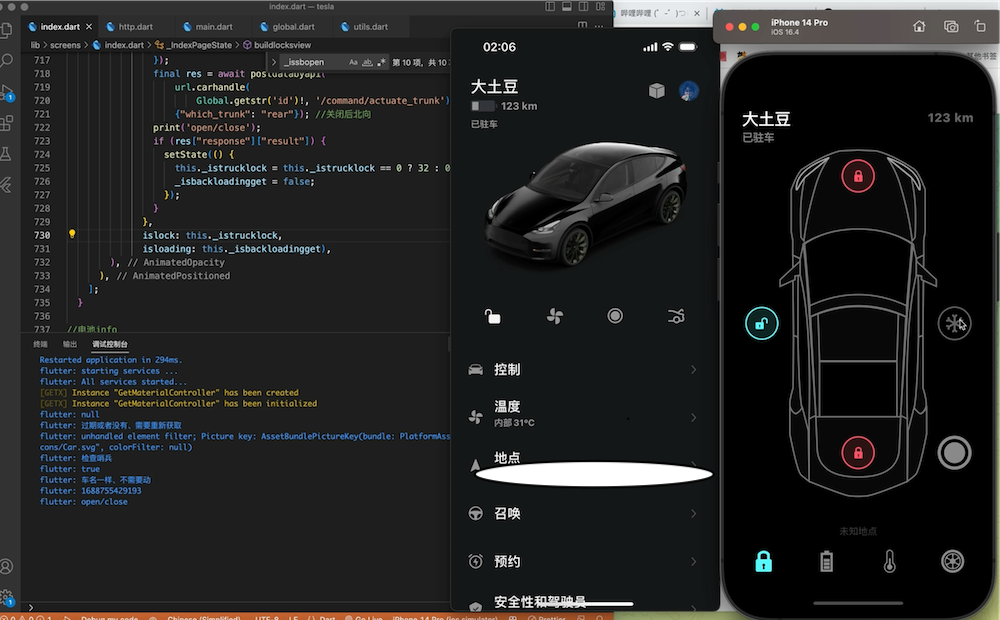 index.dart — tesla
index.dart
http.dart
main.dart
global.dart
utils.dart
lib > screens > index.dart > _IndexPageState > buildlocksview
_issbopen
第 10 项，共 10
717 });
718 final res = await postdatabyapi(
719 url.carhandle(
720 Global.getstr('id')!, '/command/actuate_trunk')
721 {"which_trunk": "rear"}); //关闭后北向
722 print('open/close');
723 if (res["response"]["result"]) {
724 setState(() {
725 this._istrucklock = this._istrucklock == 0 ? 32 : 0
726 _isbackloadingget = false;
727 });
728 }
729 },
730 islock: this._istrucklock,
731 isloading: this._isbackloadingget),
732 ), // AnimatedOpacity
733 ), // AnimatedPositioned
734 ];
735 }
736
737 //电池info
终端 输出 调试控制台
Restarted application in 294ms.
flutter: starting services ...
flutter: All services started...
[GETX] Instance "GetMaterialController" has been created
[GETX] Instance "GetMaterialController" has been initialized
flutter: null
flutter: 过期或者没有、需要重新获取
flutter: unhandled element filter; Picture key: AssetBundlePictureKey(bundle: PlatformAss
cons/Car.svg", colorFilter: null)
flutter: 检查哨兵
flutter: true
flutter: 车名一样、不需要动
flutter: 1688755429193
flutter: open/close
02:06
大土豆
123 km
已驻车
控制
温度
内部 31°C
地点
召唤
预约
安全性和驾驶员
哔哩哔哩
iPhone 14 Pro
iOS 16.4
其他书签
大土豆
123 km
已驻车
未知地点
Debug my code
Chinese (Simplified)
UTF-8
LF
Dart
Go Live
iPhone 14 Pro (ios simulator)
Prettier